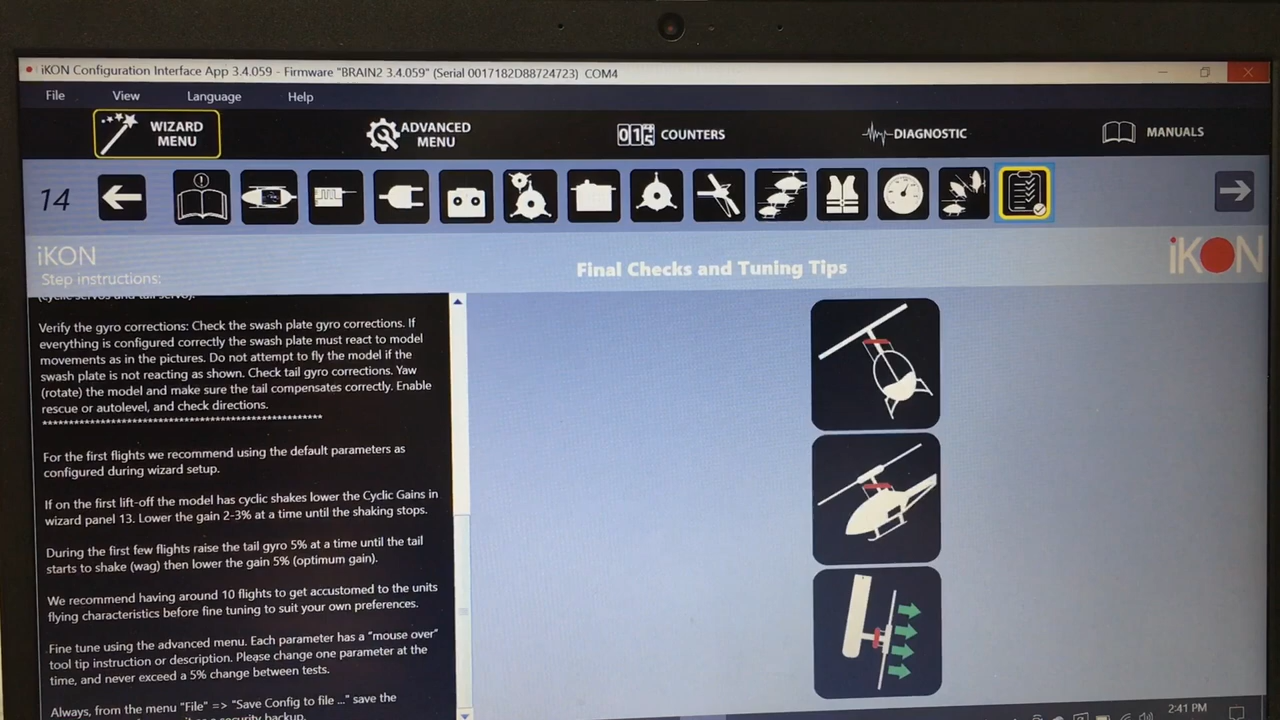 iKON Configuration Interface App 3.4.059 - Firmware "BRAIN2 3.4.059" (Serial 0017182D88724723) COM4
File View Language Help
WIZARD
MENU
ADVANCED
MENU
COUNTERS
DIAGNOSTIC
MANUALS
14
iKON
Step instructions:
Final Checks and Tuning Tips
iKON
(cyclic servos and tail servo).
Verify the gyro corrections: Check the swash plate gyro corrections. If
everything is configured correctly the swash plate must react to model
movements as in the pictures. Do not attempt to fly the model if the
swash plate is not reacting as shown. Check tail gyro corrections. Yaw
(rotate) the model and make sure the tail compensates correctly. Enable
rescue or autolevel, and check directions.
************************************************************
For the first flights we recommend using the default parameters as
configured during wizard setup.
If on the first lift-off the model has cyclic shakes lower the Cyclic Gains in
wizard panel 13. Lower the gain 2-3% at a time until the shaking stops.
During the first few flights raise the tail gyro 5% at a time until the tail
starts to shake (wag) then lower the gain 5% (optimum gain).
We recommend having around 10 flights to get accustomed to the units
flying characteristics before fine tuning to suit your own preferences.
Fine tune using the advanced menu. Each parameter has a "mouse over"
tool tip instruction or description. Please change one parameter at the
time, and never exceed a 5% change between tests.
Always, from the menu "File" => "Save Config to file ..." save the
security backup.
2:41 PM